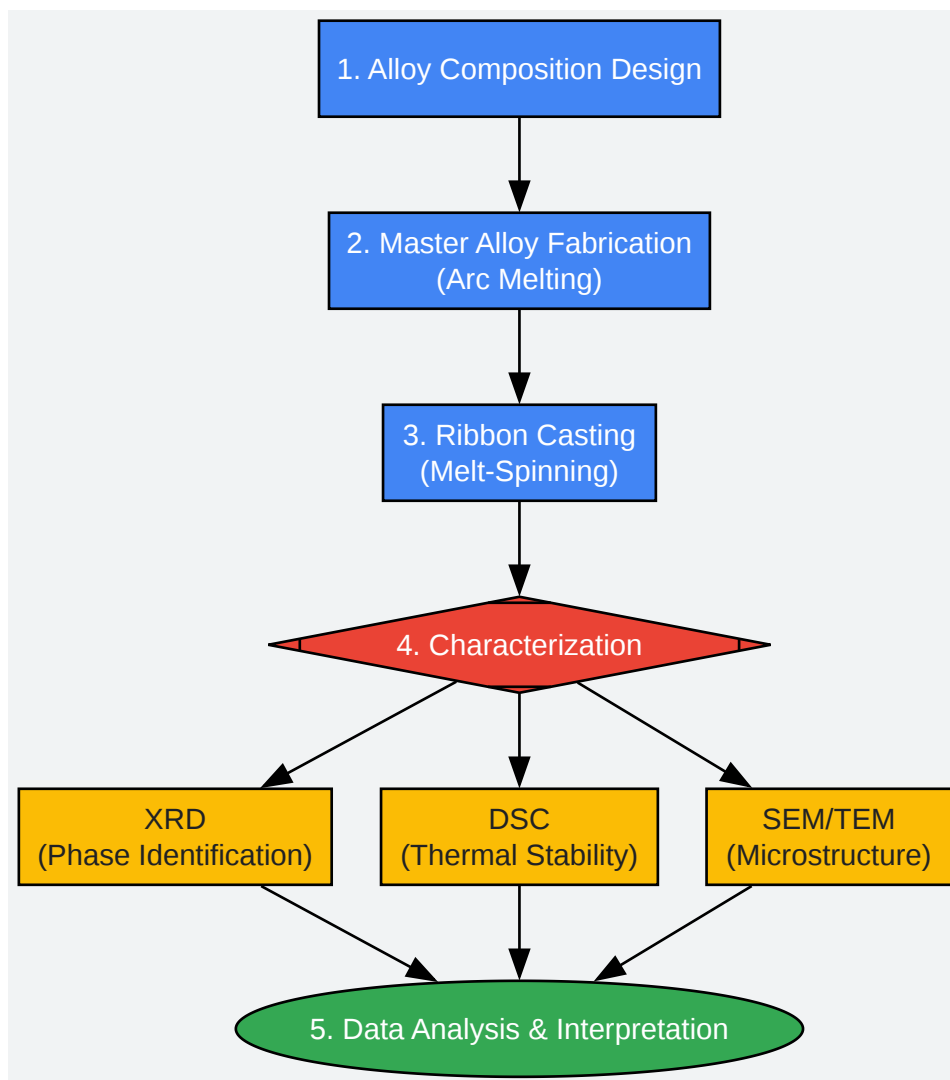 1. Alloy Composition Design
2. Master Alloy Fabrication
(Arc Melting)
3. Ribbon Casting
(Melt-Spinning)
4. Characterization
XRD
(Phase Identification)
DSC
(Thermal Stability)
SEM/TEM
(Microstructure)
5. Data Analysis & Interpretation